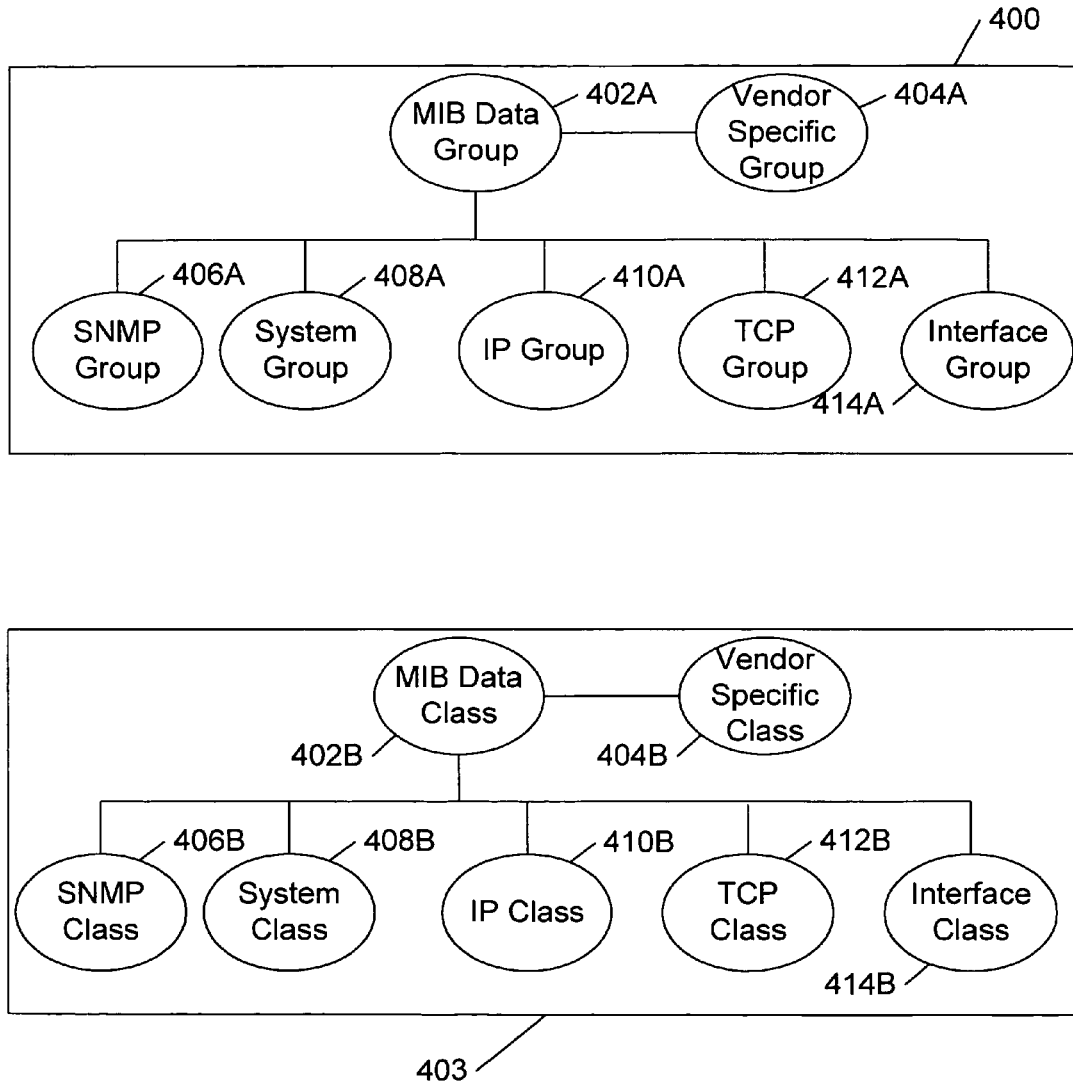 400
MIB Data
Group
402A
Vendor
Specific
Group
404A
406A
408A
410A
412A
SNMP
Group
System
Group
IP Group
TCP
Group
Interface
Group
414A
MIB Data
Class
402B
Vendor
Specific
Class
404B
406B
408B
410B
412B
SNMP
Class
System
Class
IP Class
TCP
Class
Interface
Class
414B
403